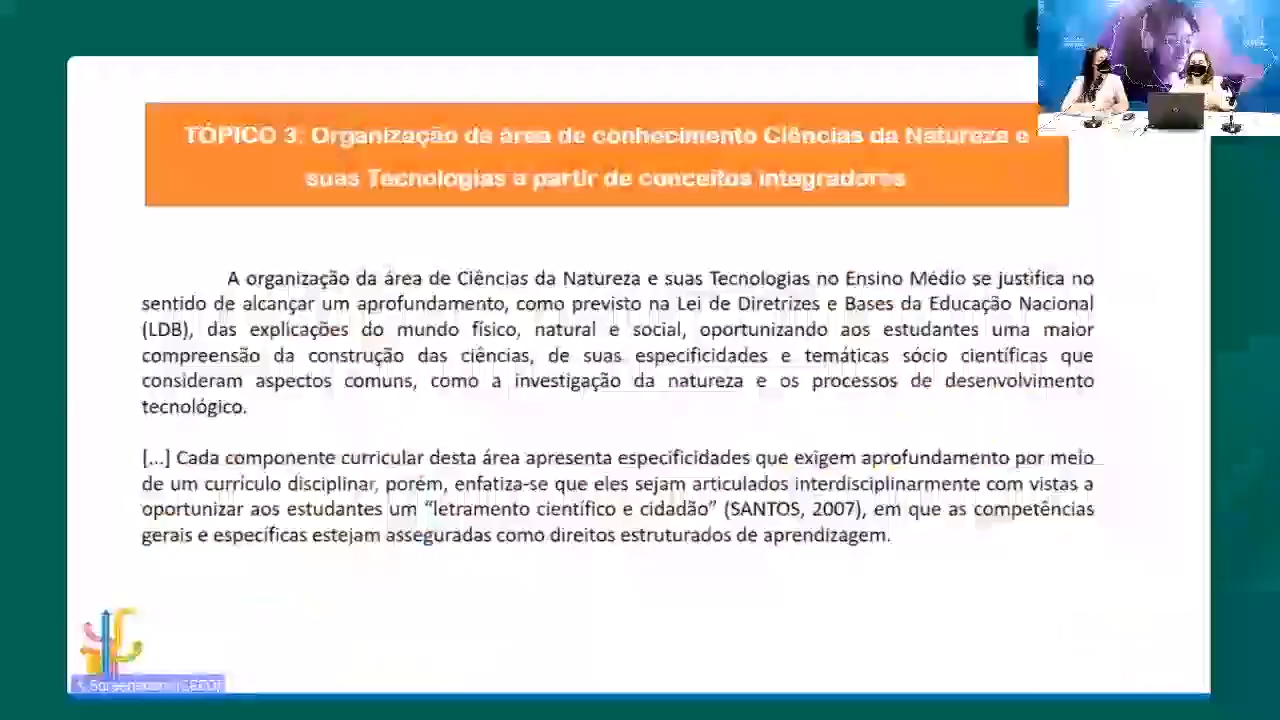 TÓPICO 3: Organização da área de conhecimento Ciências da Natureza e
suas Tecnologias a partir de conceitos integradores
A organização da área de Ciências da Natureza e suas Tecnologias no Ensino Médio se justifica no
sentido de alcançar um aprofundamento, como previsto na Lei de Diretrizes e Bases da Educação Nacional
(LDB), das explicações do mundo físico, natural e social, oportunizando aos estudantes uma maior
compreensão da construção das ciências, de suas especificidades e temáticas sócio científicas que
consideram aspectos comuns, como a investigação da natureza e os processos de desenvolvimento
tecnológico.
[...] Cada componente curricular desta área apresenta especificidades que exigem aprofundamento por meio
de um currículo disciplinar, porém, enfatiza-se que eles sejam articulados interdisciplinarmente com vistas a
oportunizar aos estudantes um “letramento científico e cidadão” (SANTOS, 2007), em que as competências
gerais e específicas estejam asseguradas como direitos estruturados de aprendizagem.